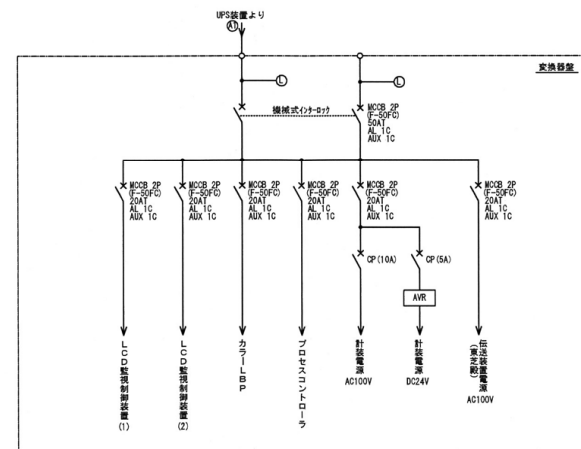 UPS装置より
AT
変換器盤
L
L
機械式インターロック
MCCB 2P
(F-50FC)
50AT
AL 1C
AUX 1C
MCCB 2P
(F-50FC)
20AT
AL 1C
AUX 1C
MCCB 2P
(F-50FC)
20AT
AL 1C
AUX 1C
MCCB 2P
(F-50FC)
20AT
AL 1C
AUX 1C
MCCB 2P
(F-50FC)
20AT
AL 1C
AUX 1C
MCCB 2P
(F-50FC)
20AT
AL 1C
AUX 1C
MCCB 2P
(F-50FC)
20AT
AL 1C
AUX 1C
CP(10A)
CP(5A)
AVR
LCD監視制御装置(1)
LCD監視制御装置(2)
カラーLBP
プロセスコントローラ
計装電源
AC100V
計装電源
DC24V
伝送装置電源
(東芝殿)
AC100V